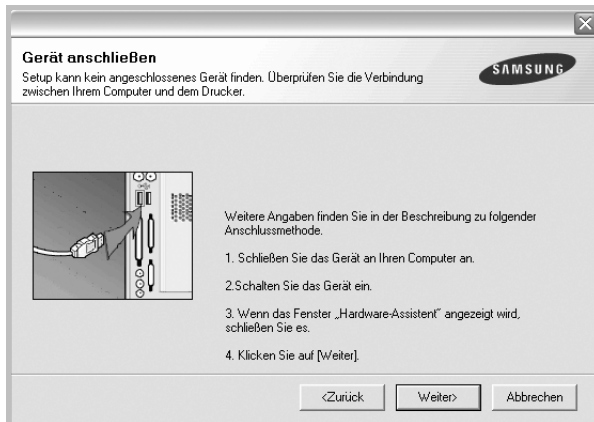 Gerät anschließen
Setup kann kein angeschlossenes Gerät finden. Überprüfen Sie die Verbindung
zwischen Ihrem Computer und dem Drucker.
SAMSUNG
Weitere Angaben finden Sie in der Beschreibung zu folgender
Anschlussmethode.
1. Schließen Sie das Gerät an Ihren Computer an.
2.Schalten Sie das Gerät ein.
3. Wenn das Fenster „Hardware-Assistent“ angezeigt wird,
schließen Sie es.
4. Klicken Sie auf [Weiter].
<Zurück Weiter> Abbrechen